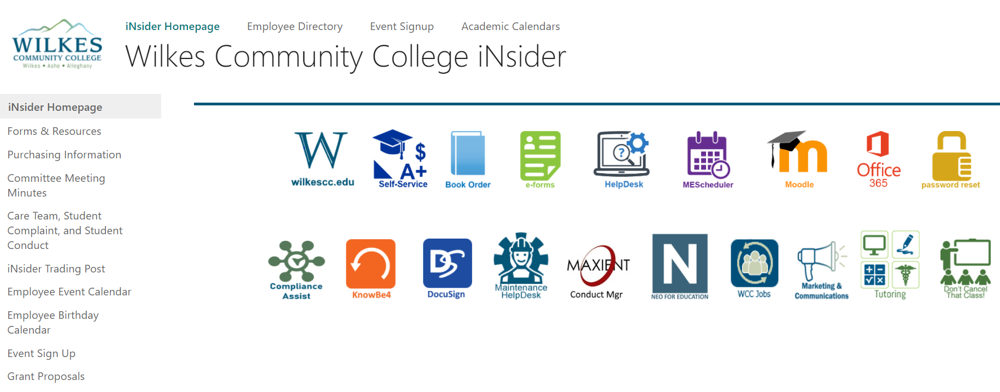 WILKES
COMMUNITY COLLEGE
Wilkes • Ashe • Alleghany
iNsider Homepage
Employee Directory
Event Signup
Academic Calendars
Wilkes Community College iNsider
iNsider Homepage
Forms & Resources
Purchasing Information
Committee Meeting
Minutes
Care Team, Student
Complaint, and Student
Conduct
iNsider Trading Post
Employee Event Calendar
Employee Birthday
Calendar
Event Sign Up
Grant Proposals
W
wilkescc.edu
$
A+
Self-Service
Book Order
e-forms
?
HelpDesk
MEScheduler
m
Moodle
Office
365
password reset
Compliance
Assist
KnowBe4
DS
DocuSign
Maintenance
HelpDesk
MAXIENT
Conduct Mgr
N
NEO FOR EDUCATION
WCC Jobs
Marketing &
Communications
+ −
√ ×
Tutoring
Don't Cancel
That Class!